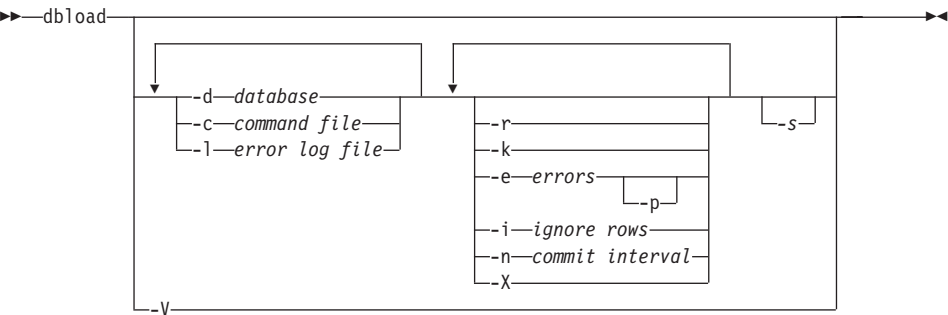 dbload
-d database
-c command file
-l error log file
-r
-k
-e errors
-p
-i ignore rows
-n commit interval
-X
-s
-V